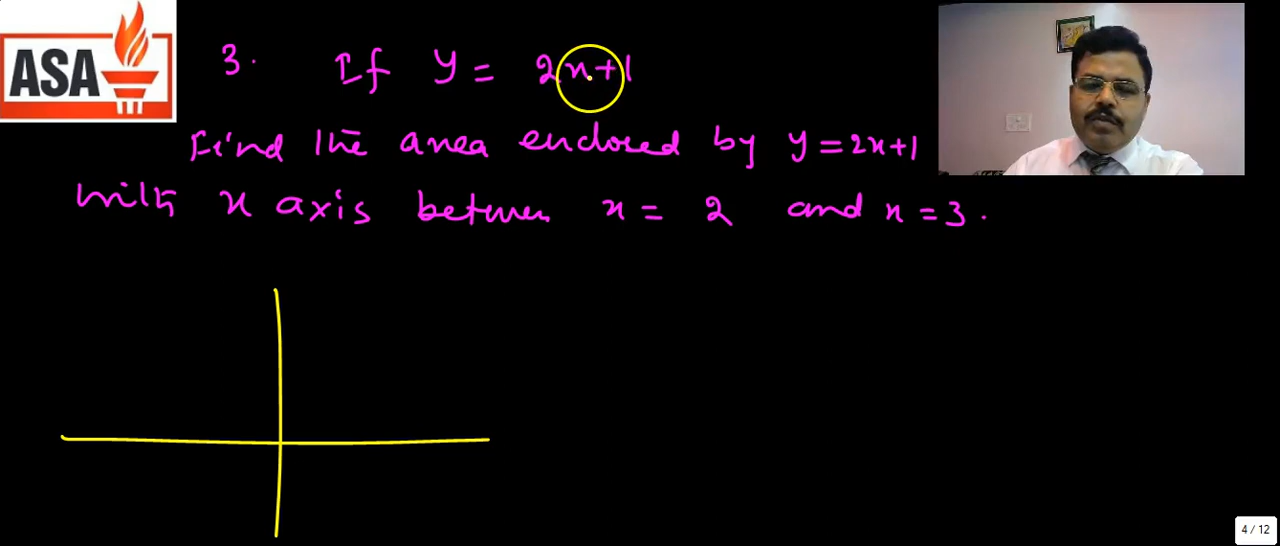 ASA
3. If y = 2x+1
Find the area enclosed by y = 2x+1
with x axis between x = 2 and x = 3.
4 / 12